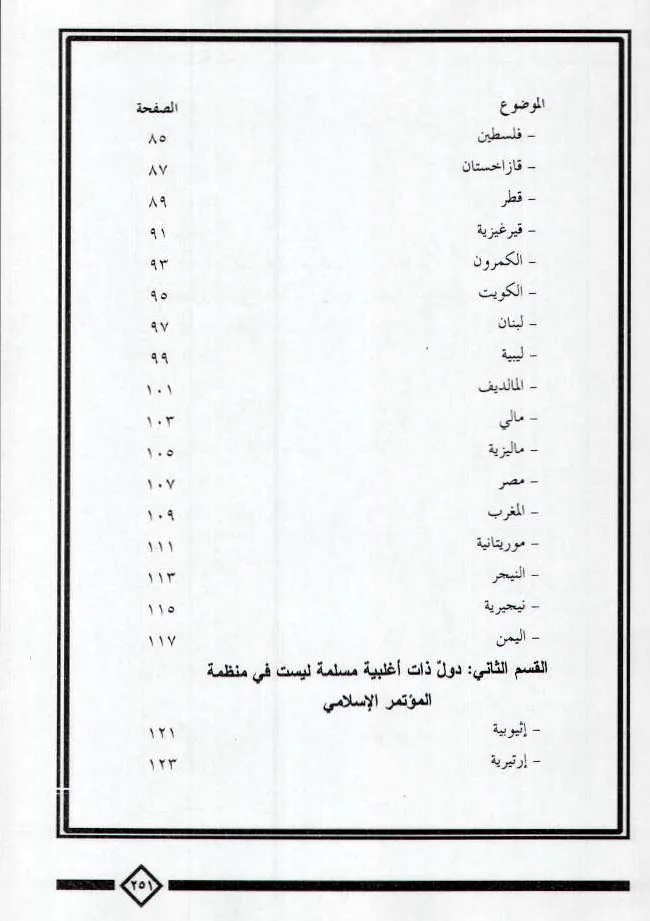 الموضوع الصفحة
- فلسطين ٨٥
- قازاخستان ٨٧
- قطر ٨٩
- قيرغيزية ٩١
- الكمرون ٩٣
- الكويت ٩٥
- لبنان ٩٧
- ليبية ٩٩
- المالديف ١٠١
- مالي ١٠٣
- ماليزية ١٠٥
- مصر ١٠٧
- المغرب ١٠٩
- موريتانية ١١١
- النيجر ١١٣
- نيجيرية ١١٥
- اليمن ١١٧
القسم الثاني: دولٌ ذات أغلبية مسلمة ليست في منظمة
المؤتمر الإسلامي
- إثيوبية ١٢١
- إرتيرية ١٢٣
٢٥١